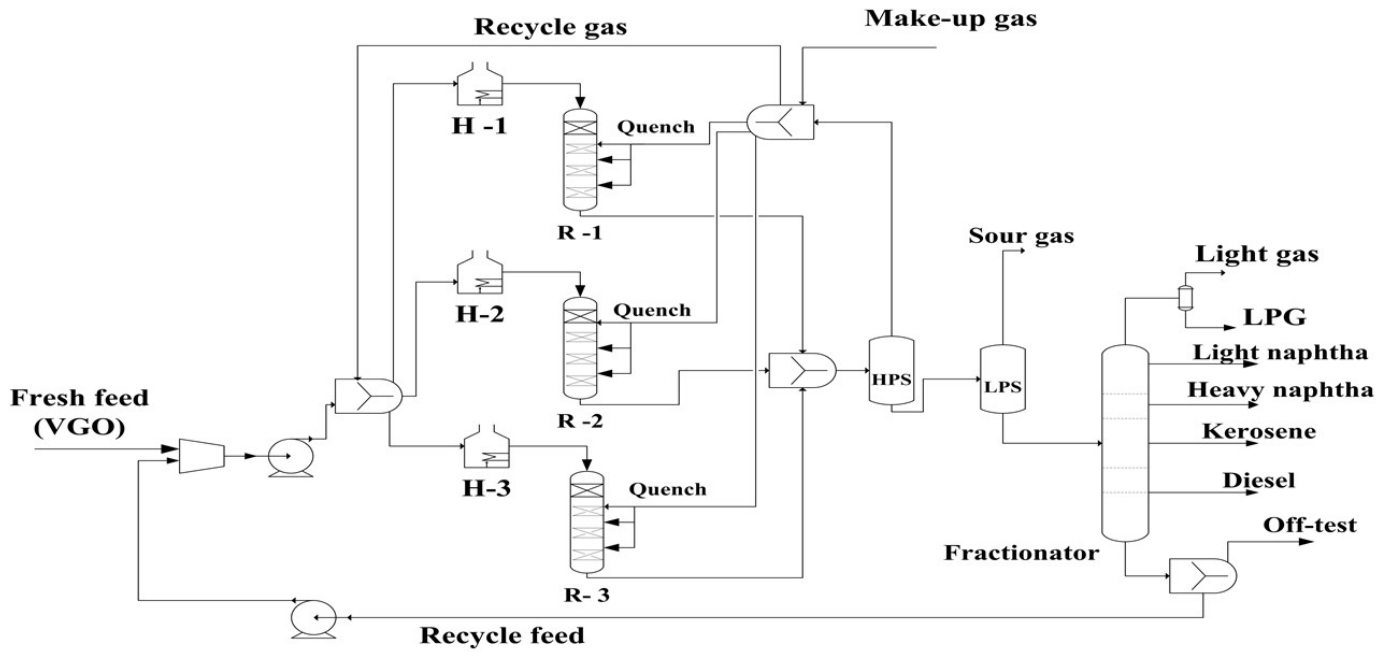 Make-up gas
Recycle gas
H -1
Quench
R -1
Sour gas
Light gas
H-2
Quench
LPG
Light naphtha
HPS
LPS
Fresh feed
(VGO)
Heavy naphtha
R -2
Kerosene
H-3
Quench
Diesel
Off-test
Fractionator
R- 3
Recycle feed